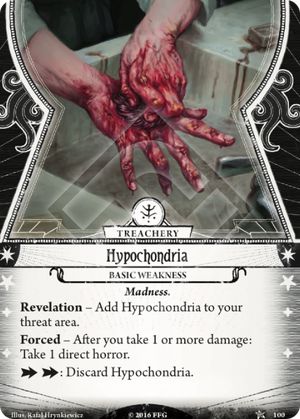 TREACHERY
Hypochondria
BASIC WEAKNESS
Madness.
Revelation – Add Hypochondria to your
threat area.
Forced – After you take 1 or more damage:
Take 1 direct horror.
: Discard Hypochondria.
Illus. Rafał Hrynkiewicz
© 2016 FFG
100